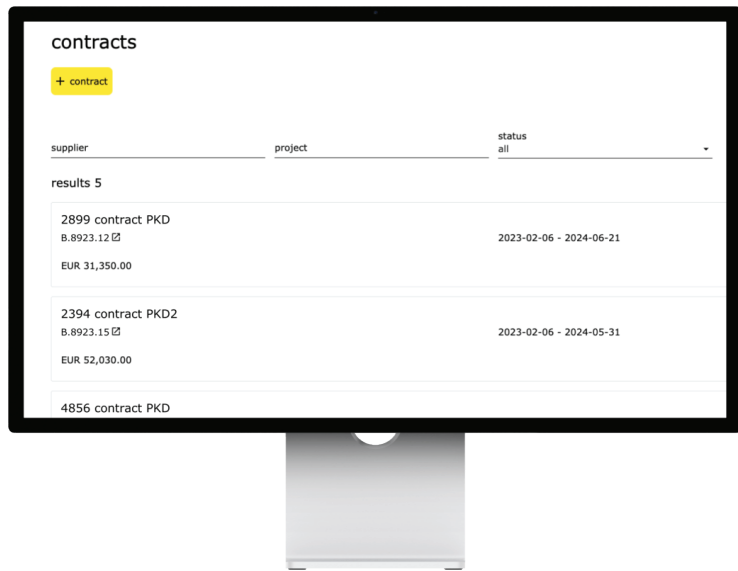 contracts
+ contract
supplier
project
status
all
results 5
2899 contract PKD
B.8923.12
2023-02-06 - 2024-06-21
EUR 31,350.00
2394 contract PKD2
B.8923.15
2023-02-06 - 2024-05-31
EUR 52,030.00
4856 contract PKD